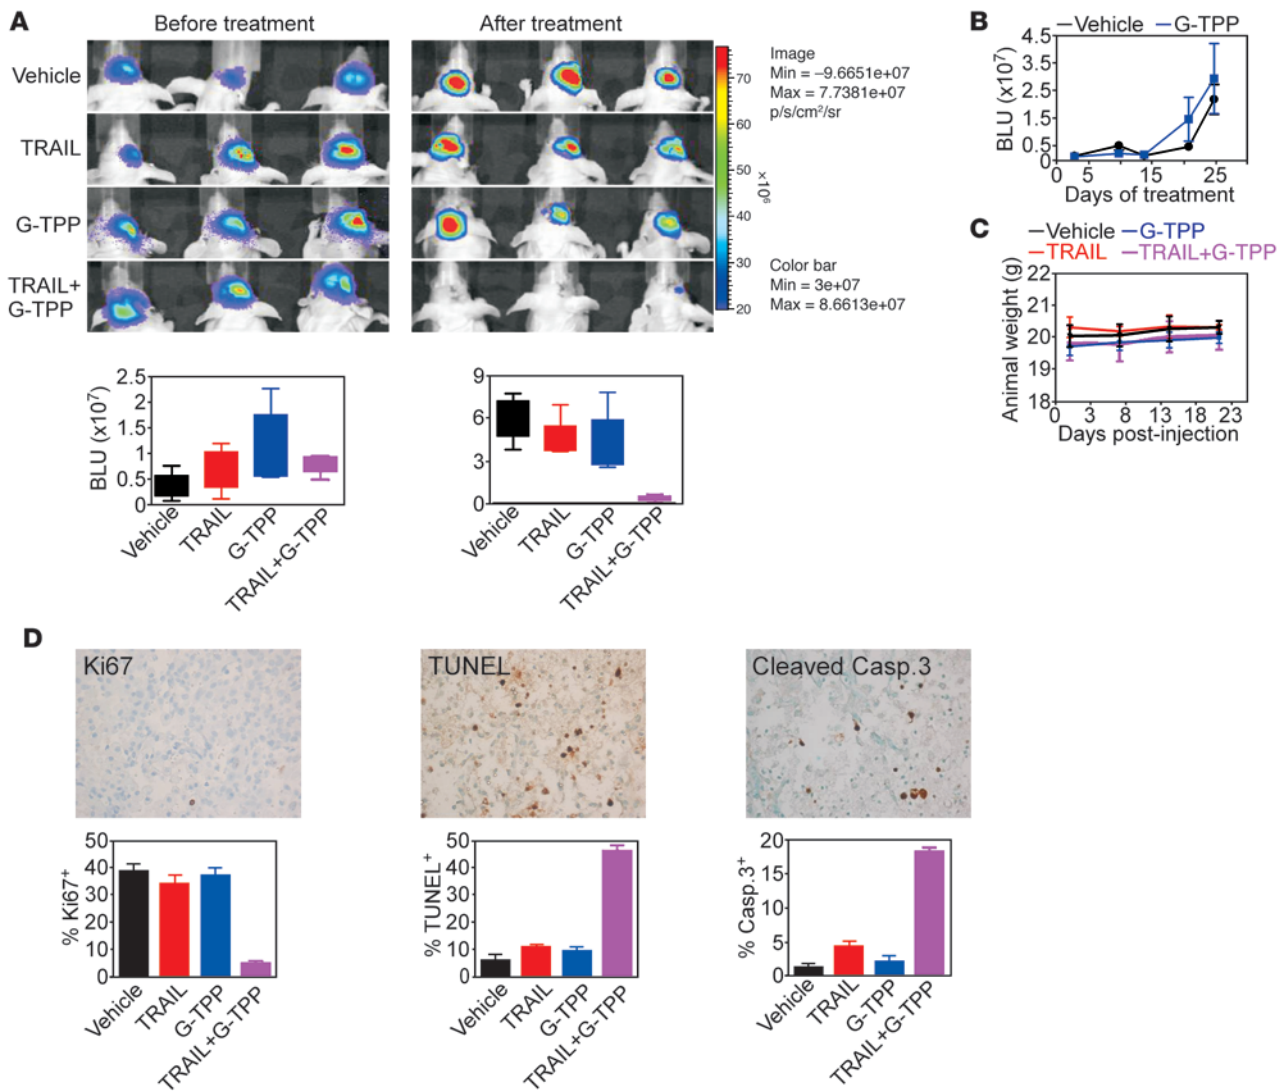 A
Before treatment
After treatment
Vehicle
TRAIL
G-TPP
TRAIL+
G-TPP
70
60
50
40
30
20
×10⁶
Image
Min = –9.6651e+07
Max = 7.7381e+07
p/s/cm²/sr
Color bar
Min = 3e+07
Max = 8.6613e+07
BLU (x10⁷)
2.5
2
1.5
1
0.5
0
Vehicle
TRAIL
G-TPP
TRAIL+G-TPP
9
6
3
0
Vehicle
TRAIL
G-TPP
TRAIL+G-TPP
B
Vehicle G-TPP
BLU (x10⁷)
4.5
3.5
2.5
1.5
0.5
0
0 5 15 25
Days of treatment
C
Vehicle G-TPP
TRAIL TRAIL+G-TPP
Animal weight (g)
22
21
20
19
18
0 3 8 13 18 23
Days post-injection
D
Ki67
% Ki67⁺
50
40
30
20
10
0
Vehicle
TRAIL
G-TPP
TRAIL+G-TPP
TUNEL
% TUNEL⁺
50
40
30
20
10
0
Vehicle
TRAIL
G-TPP
TRAIL+G-TPP
Cleaved Casp.3
% Casp.3⁺
20
15
10
5
0
Vehicle
TRAIL
G-TPP
TRAIL+G-TPP